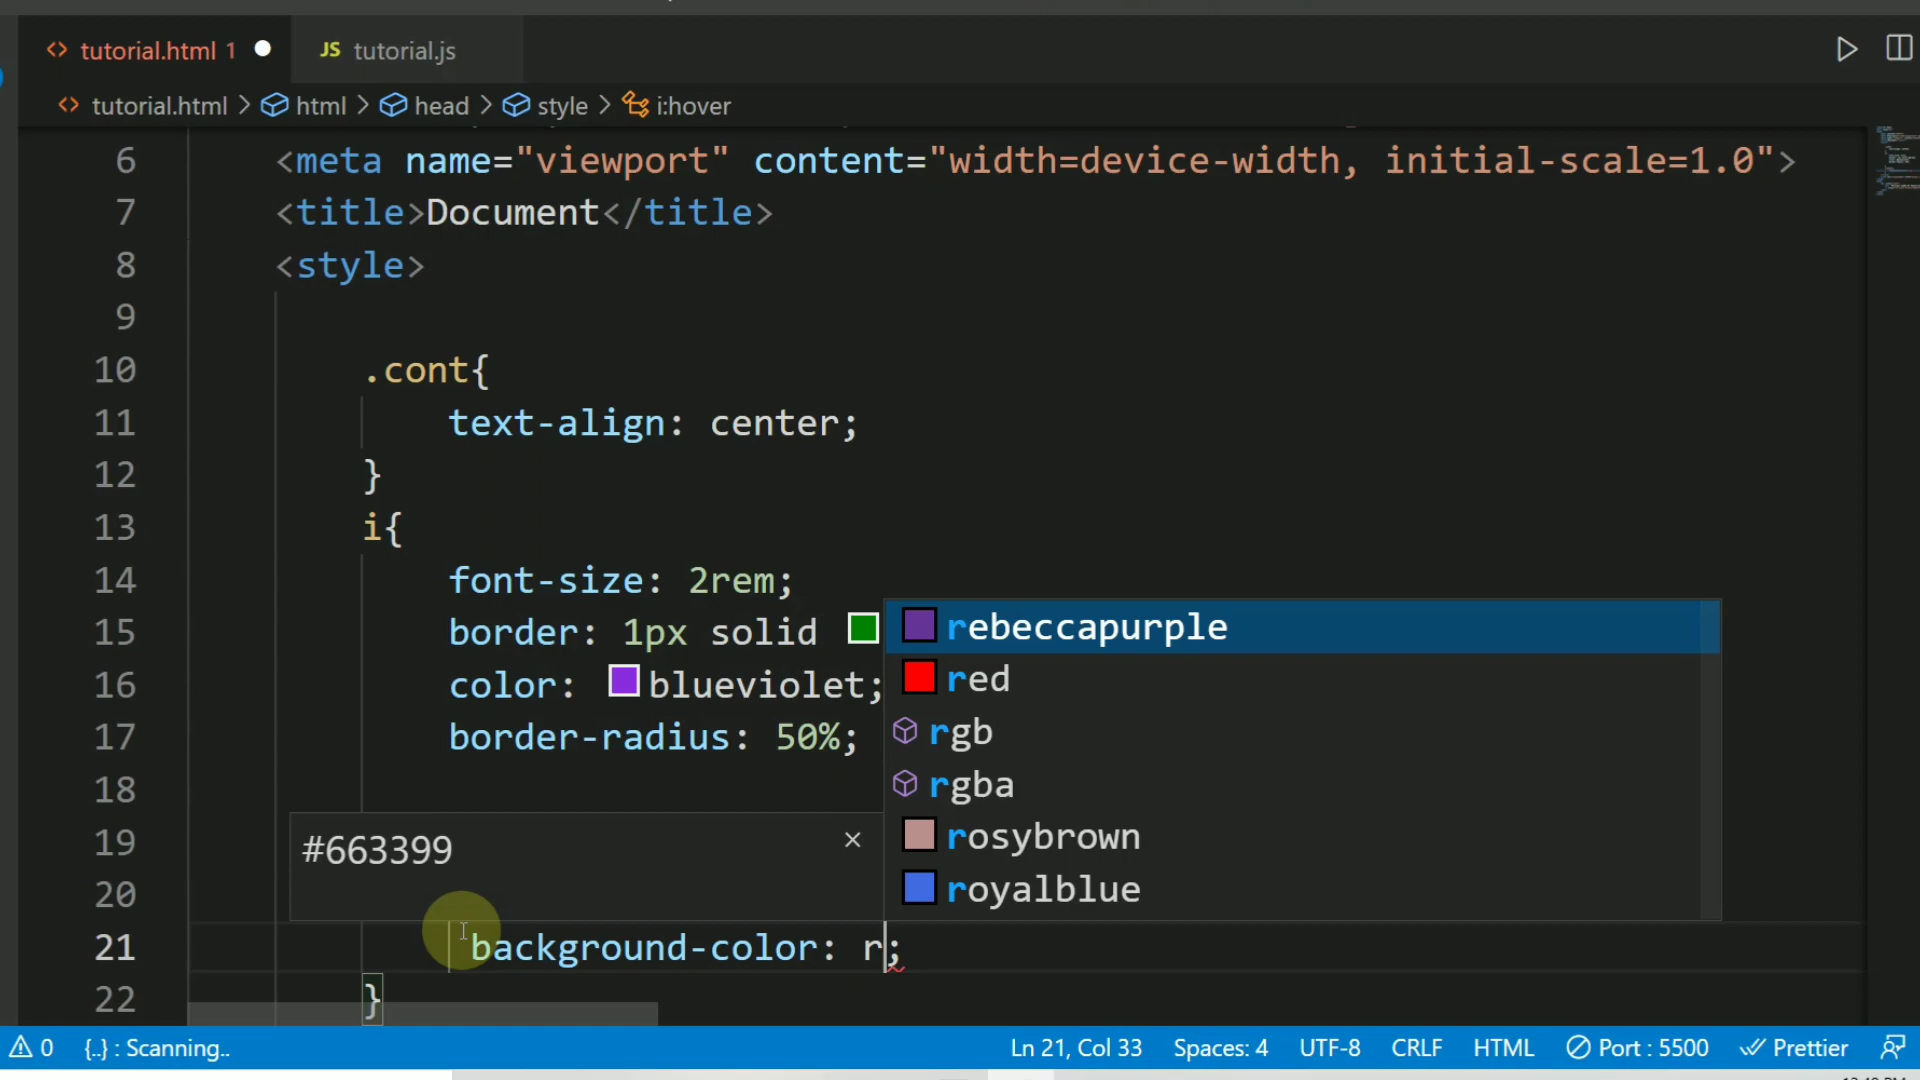 tutorial.html 1
JS tutorial.js
tutorial.html > html > head > style > i:hover
6 <meta name="viewport" content="width=device-width, initial-scale=1.0">
7 <title>Document</title>
8 <style>
9
10 .cont{
11 text-align: center;
12 }
13 i{
14 font-size: 2rem;
15 border: 1px solid
16 color: blueviolet;
17 border-radius: 50%;
18
19
20
21 background-color: r;
22 }
rebeccapurple
red
rgb
rgba
rosybrown
royalblue
#663399 ×
0 {..} : Scanning.. Ln 21, Col 33 Spaces: 4 UTF-8 CRLF HTML Port : 5500 Prettier